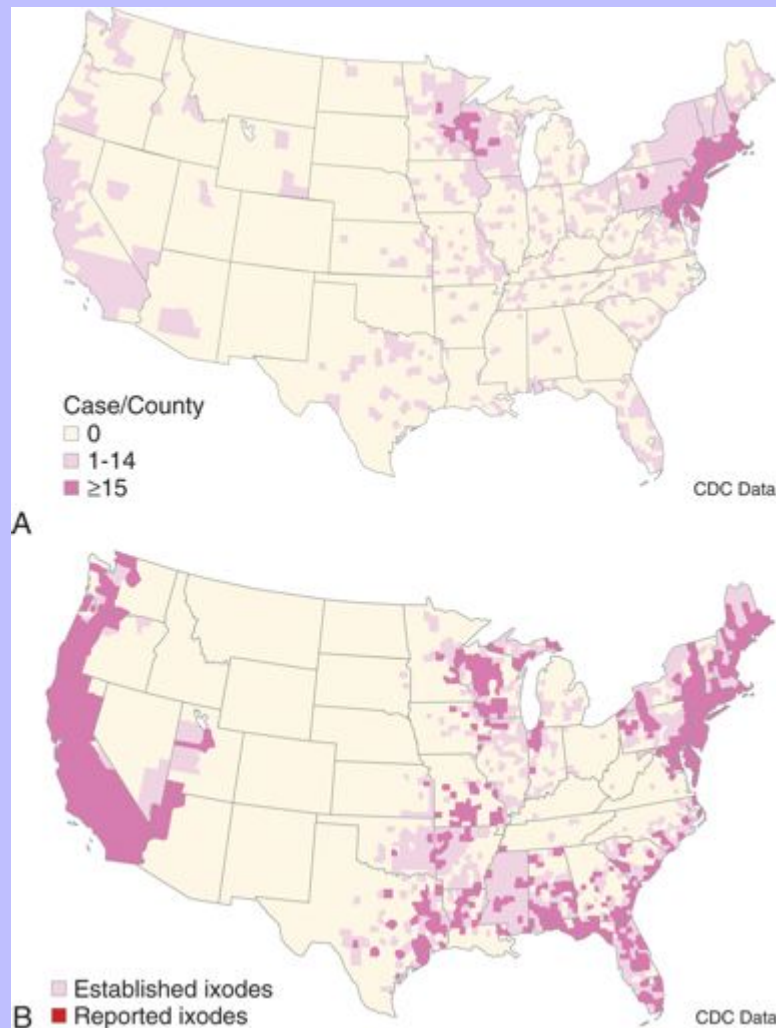 Case/County
0
1-14
≥15
CDC Data
A
Established ixodes
Reported ixodes
CDC Data
B